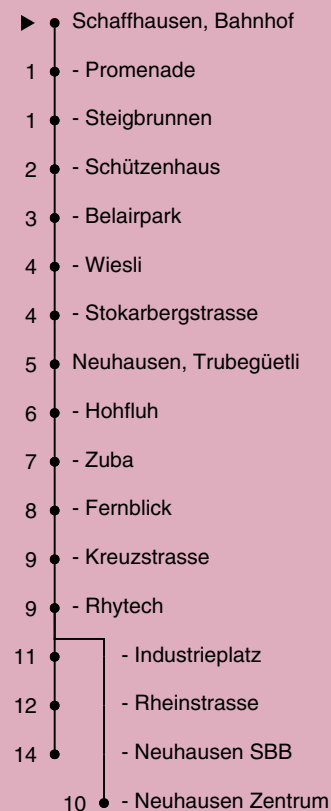 Schaffhausen, Bahnhof
1 - Promenade
1 - Steigbrunnen
2 - Schützenhaus
3 - Belairpark
4 - Wiesli
4 - Stokarbergstrasse
5 Neuhausen, Trubegüetli
6 - Hohfluh
7 - Zuba
8 - Fernblick
9 - Kreuzstrasse
9 - Rhytech
11 - Industrieplatz
12 - Rheinstrasse
14 - Neuhausen SBB
10 - Neuhausen Zentrum